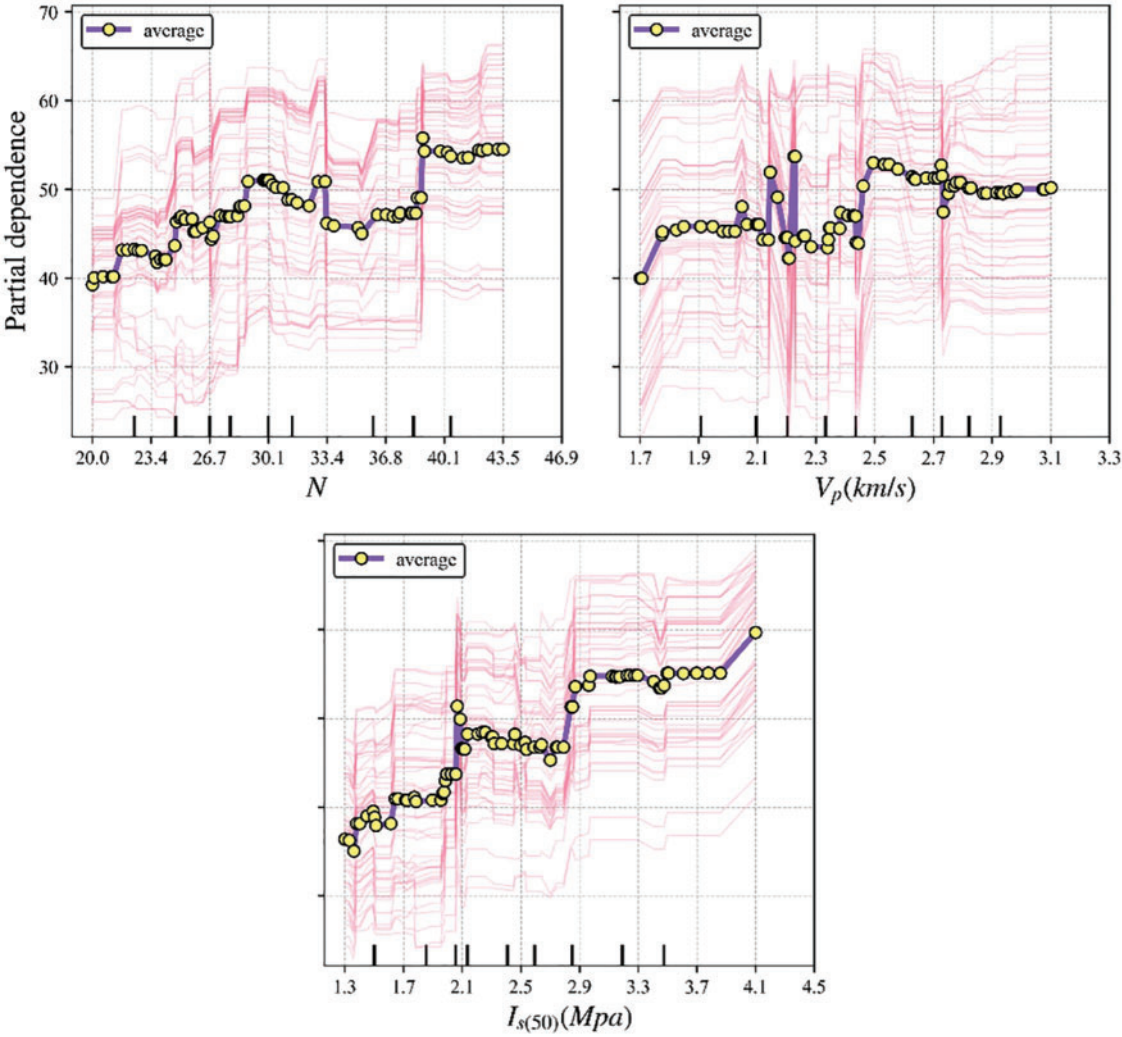 average
average
Partial dependence
70
60
50
40
30
20.0 23.4 26.7 30.1 33.4 36.8 40.1 43.5 46.9
1.7 1.9 2.1 2.3 2.5 2.7 2.9 3.1 3.3
N
V_p(km/s)
average
1.3 1.7 2.1 2.5 2.9 3.3 3.7 4.1 4.5
I_{s(50)}(Mpa)